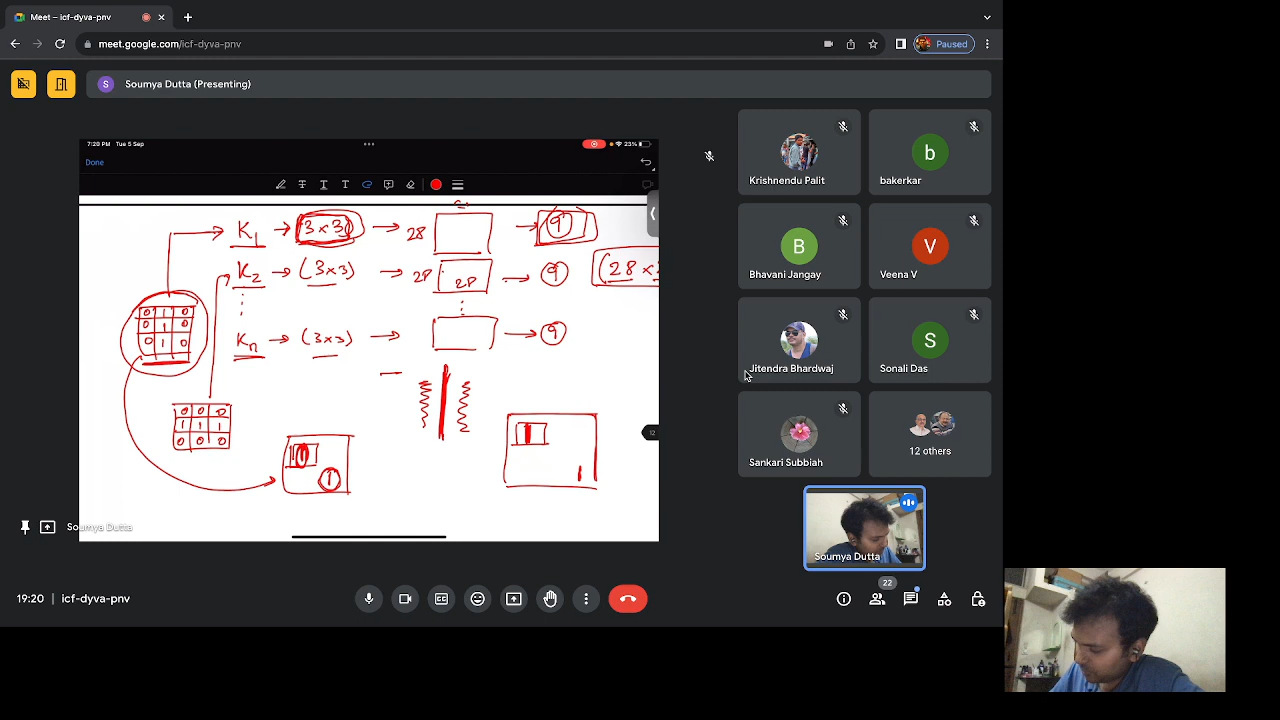 Meet – icf-dyva-pnv
meet.google.com/icf-dyva-pnv
Paused
S Soumya Dutta (Presenting)
7:20 PM Tue 5 Sep
23%
Done
K1 → (3×3) → 28 → 9
K2 → (3×3) → 28 28 → 9
(28 ×
Kn → (3×3) → → 9
0 1 0
0 1 0
0 1 0
0 0 0
1 1 1
0 0 0
12
Soumya Dutta
Krishnendu Palit
b
bakerkar
B
Bhavani Jangay
V
Veena V
Jitendra Bhardwaj
S
Sonali Das
Sankari Subbiah
12 others
Soumya Dutta
19:20 | icf-dyva-pnv
22